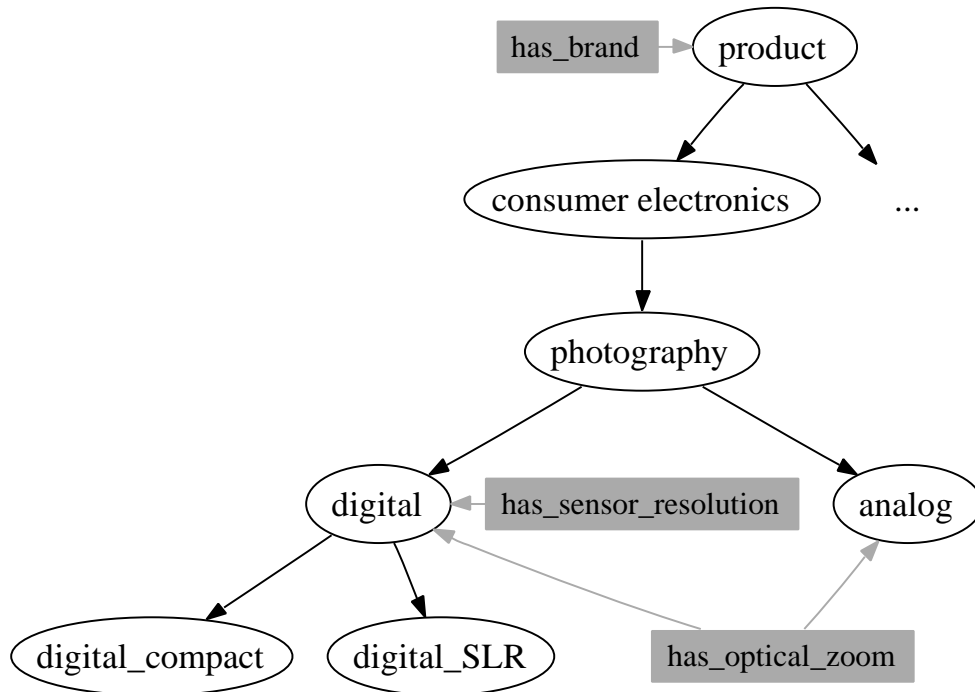 has_brand
product
consumer electronics
...
photography
digital
has_sensor_resolution
analog
digital_compact
digital_SLR
has_optical_zoom